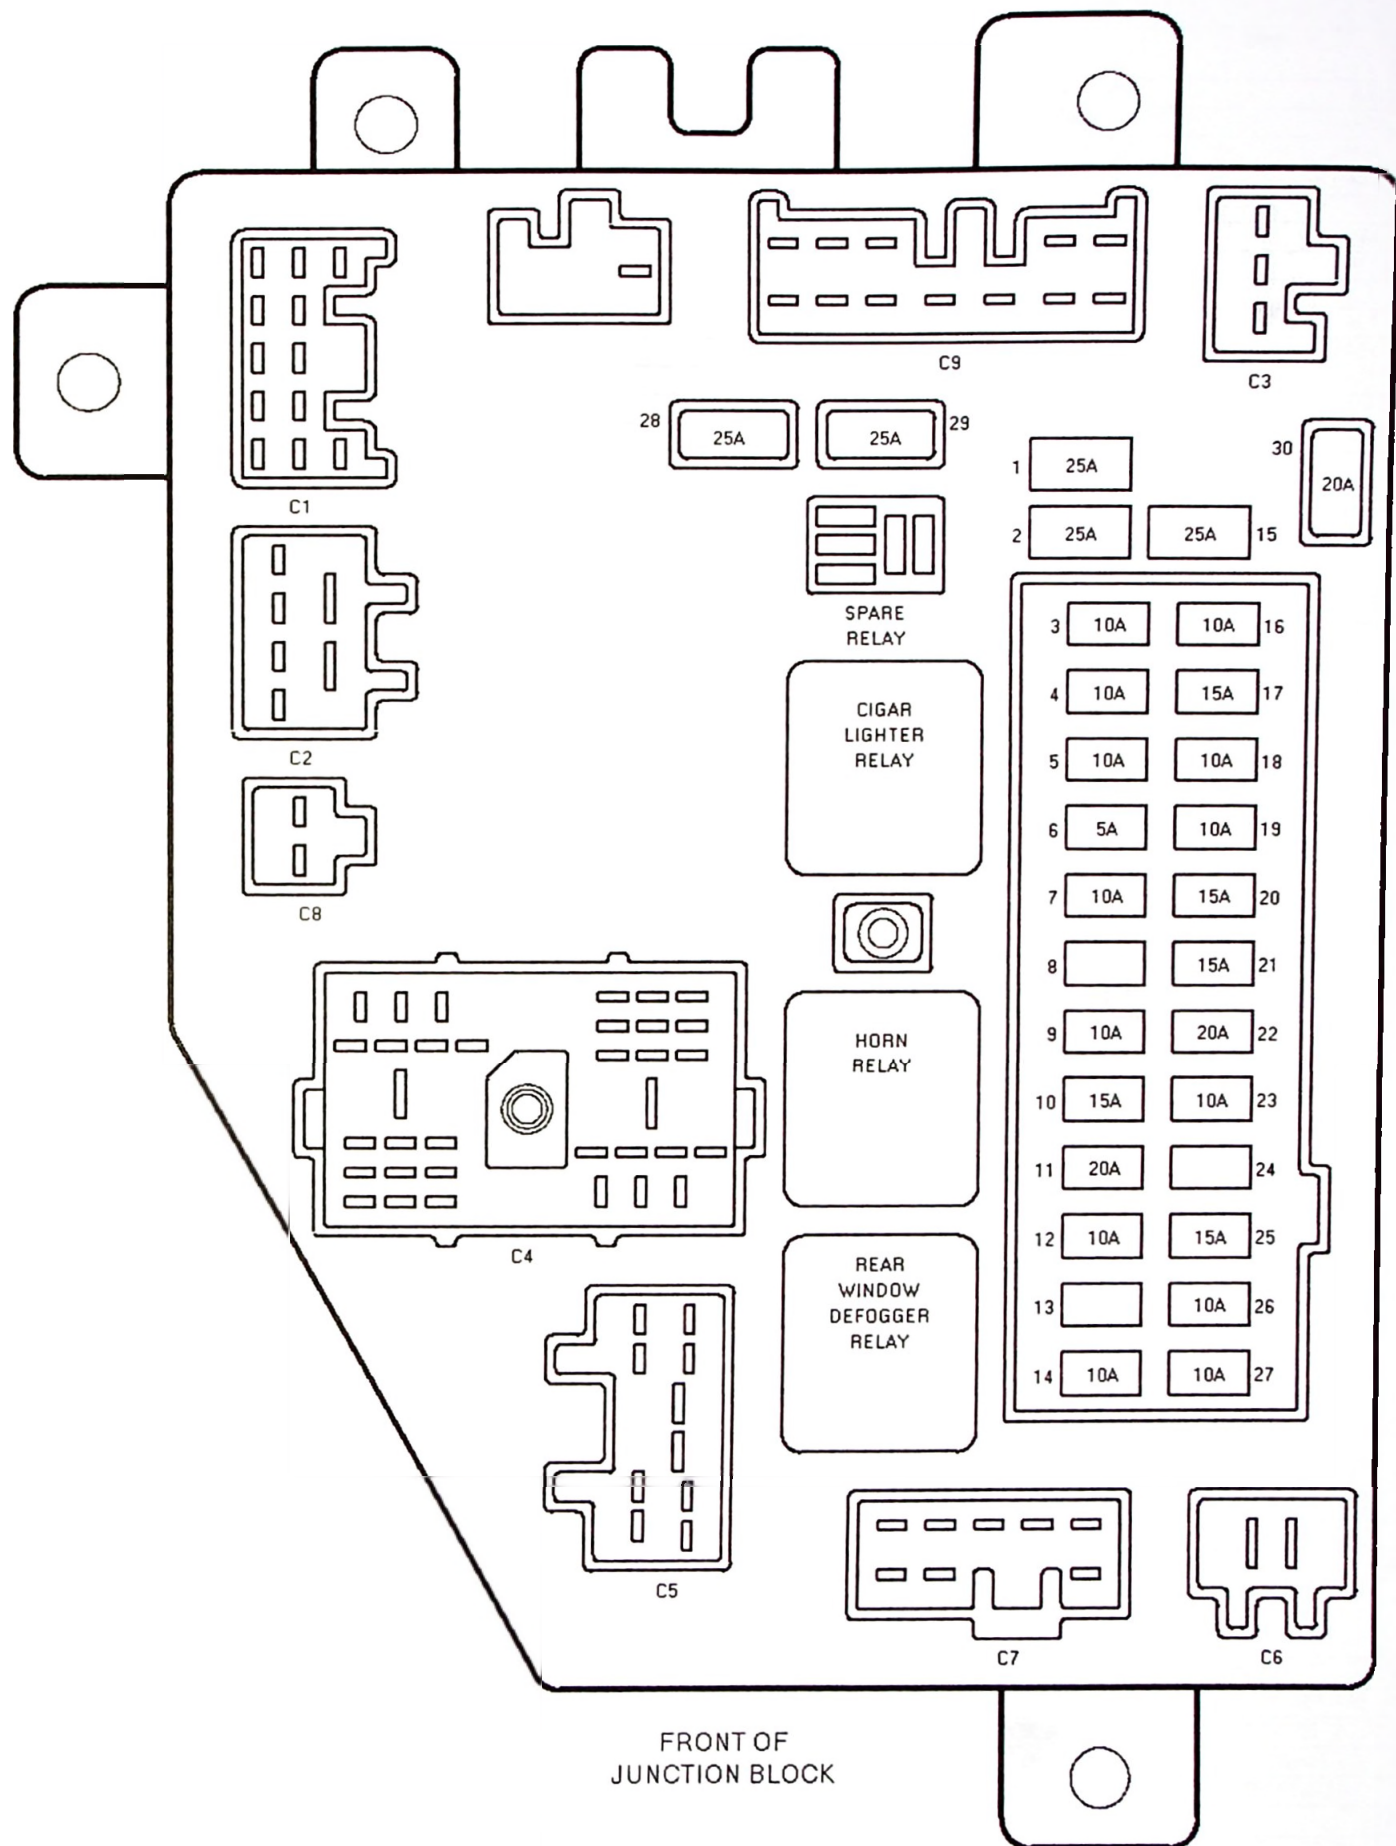 C9
C3
28 25A
25A 29
30
20A
1 25A
2 25A
25A 15
C1
SPARE
RELAY
3 10A 10A 16
4 10A 15A 17
5 10A 10A 18
6 5A 10A 19
7 10A 15A 20
8 15A 21
9 10A 20A 22
10 15A 10A 23
11 20A 24
12 10A 15A 25
13 10A 26
14 10A 10A 27
CIGAR
LIGHTER
RELAY
C2
C8
HORN
RELAY
C4
REAR
WINDOW
DEFOGGER
RELAY
C5
C7
C6
FRONT OF
JUNCTION BLOCK